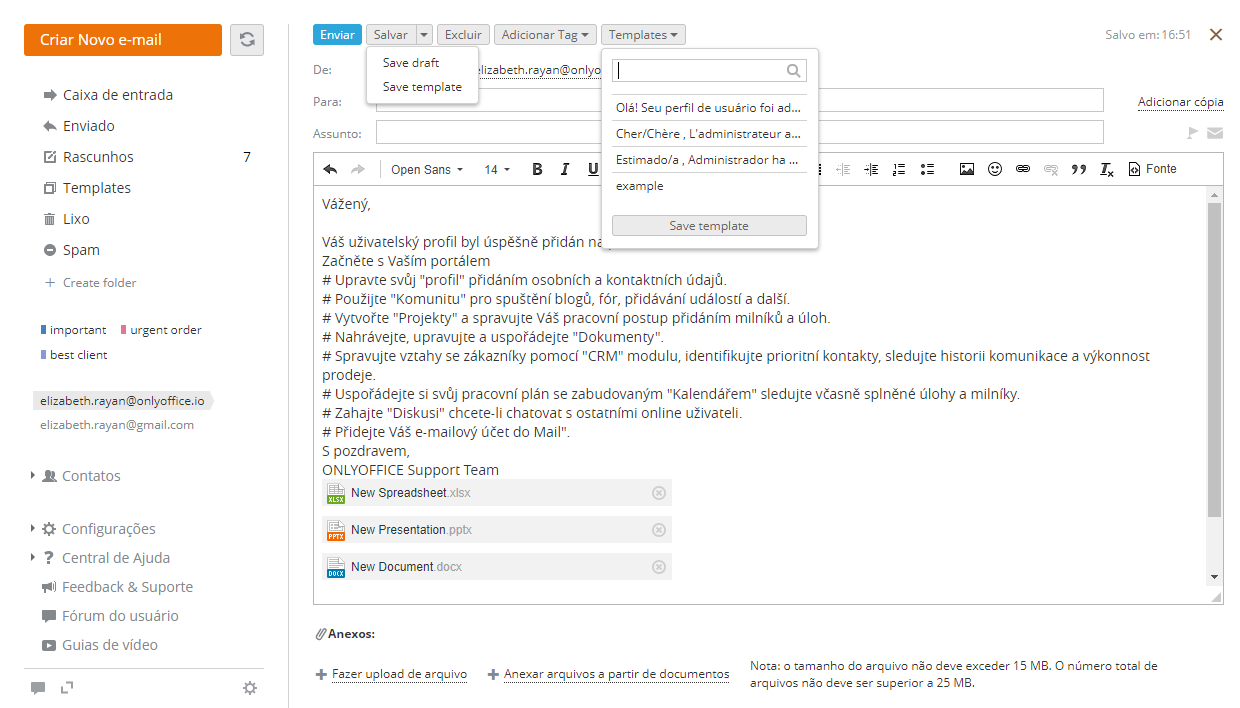 Criar Novo e-mail
Caixa de entrada
Enviado
Rascunhos 7
Templates
Lixo
Spam
Create folder
important urgent order
best client
elizabeth.rayan@onlyoffice.io
elizabeth.rayan@gmail.com
Contatos
Configurações
Central de Ajuda
Feedback & Suporte
Fórum do usuário
Guias de vídeo
Enviar Salvar Excluir Adicionar Tag Templates Salvo em: 16:51
Save draft
Save template
De: elizabeth.rayan@onlyo
Para: Adicionar cópia
Assunto:
Olá! Seu perfil de usuário foi ad...
Cher/Chère , L'administrateur a...
Estimado/a , Administrador ha ...
example
Save template
Open Sans 14 B I U Fonte
Vážený,
Váš uživatelský profil byl úspěšně přidán na
Začněte s Vaším portálem
# Upravte svůj "profil" přidáním osobních a kontaktních údajů.
# Použijte "Komunitu" pro spuštění blogů, fór, přidávání událostí a další.
# Vytvořte "Projekty" a spravujte Váš pracovní postup přidáním milníků a úloh.
# Nahrávejte, upravujte a uspořádejte "Dokumenty".
# Spravujte vztahy se zákazníky pomocí "CRM" modulu, identifikujte prioritní kontakty, sledujte historii komunikace a výkonnost
prodeje.
# Uspořádejte si svůj pracovní plán se zabudovaným "Kalendářem" sledujte včasně splněné úlohy a milníky.
# Zahajte "Diskusi" chcete-li chatovat s ostatními online uživateli.
# Přidejte Váš e-mailový účet do Mail".
S pozdravem,
ONLYOFFICE Support Team
XLSX New Spreadsheet.xlsx
PPTX New Presentation.pptx
DOCX New Document.docx
Anexos:
Fazer upload de arquivo Anexar arquivos a partir de documentos
Nota: o tamanho do arquivo não deve exceder 15 MB. O número total de
arquivos não deve ser superior a 25 MB.